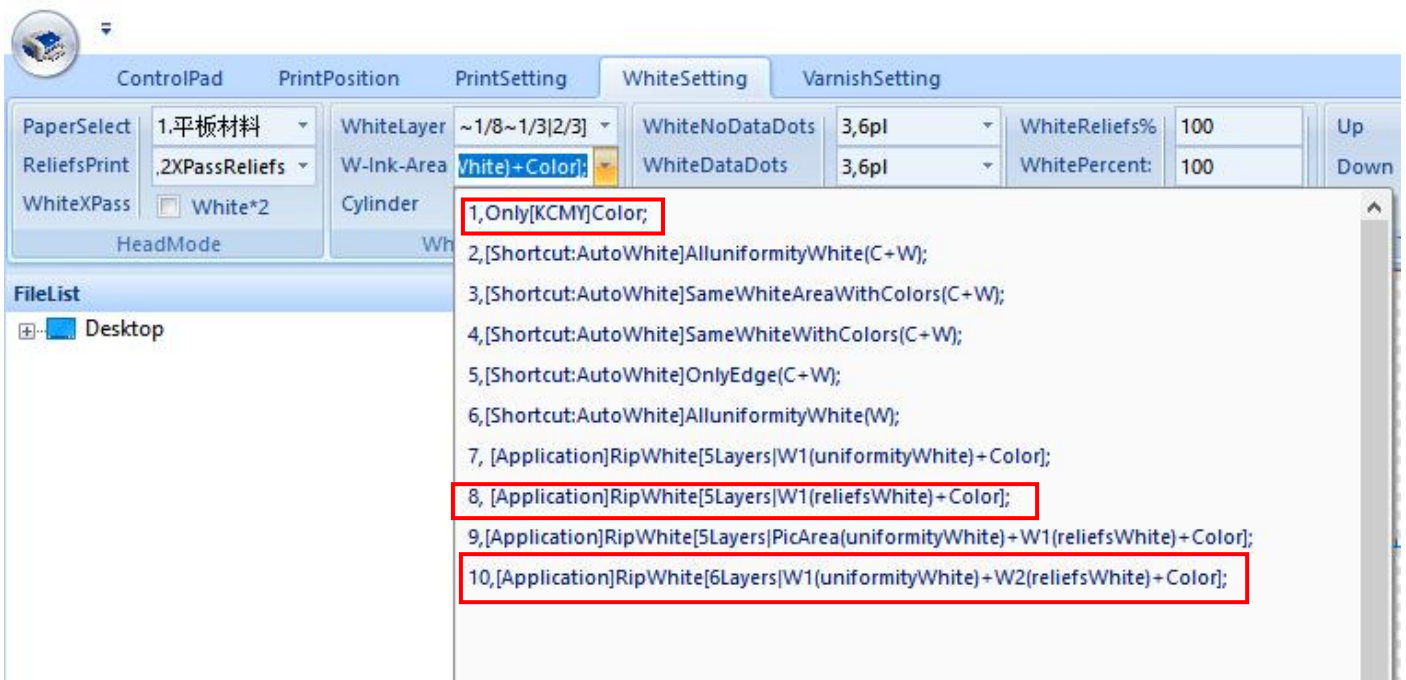 ControlPad PrintPosition PrintSetting WhiteSetting VarnishSetting
PaperSelect 1.平板材料 WhiteLayer ~1/8~1/3|2/3] WhiteNoDataDots 3,6pl WhiteReliefs% 100 Up
ReliefsPrint ,2XPassReliefs W-Ink-Area White)+Color]; WhiteDataDots 3,6pl WhitePercent: 100 Down
WhiteXPass White*2 Cylinder
HeadMode Wh
1,Only[KCMY]Color;
2,[Shortcut:AutoWhite]AlluniformityWhite(C+W);
3,[Shortcut:AutoWhite]SameWhiteAreaWithColors(C+W);
4,[Shortcut:AutoWhite]SameWhiteWithColors(C+W);
5,[Shortcut:AutoWhite]OnlyEdge(C+W);
6,[Shortcut:AutoWhite]AlluniformityWhite(W);
7, [Application]RipWhite[5Layers|W1(uniformityWhite)+Color];
8, [Application]RipWhite[5Layers|W1(reliefsWhite)+Color];
9,[Application]RipWhite[5Layers|PicArea(uniformityWhite)+W1(reliefsWhite)+Color];
10,[Application]RipWhite[6Layers|W1(uniformityWhite)+W2(reliefsWhite)+Color];
FileList
Desktop